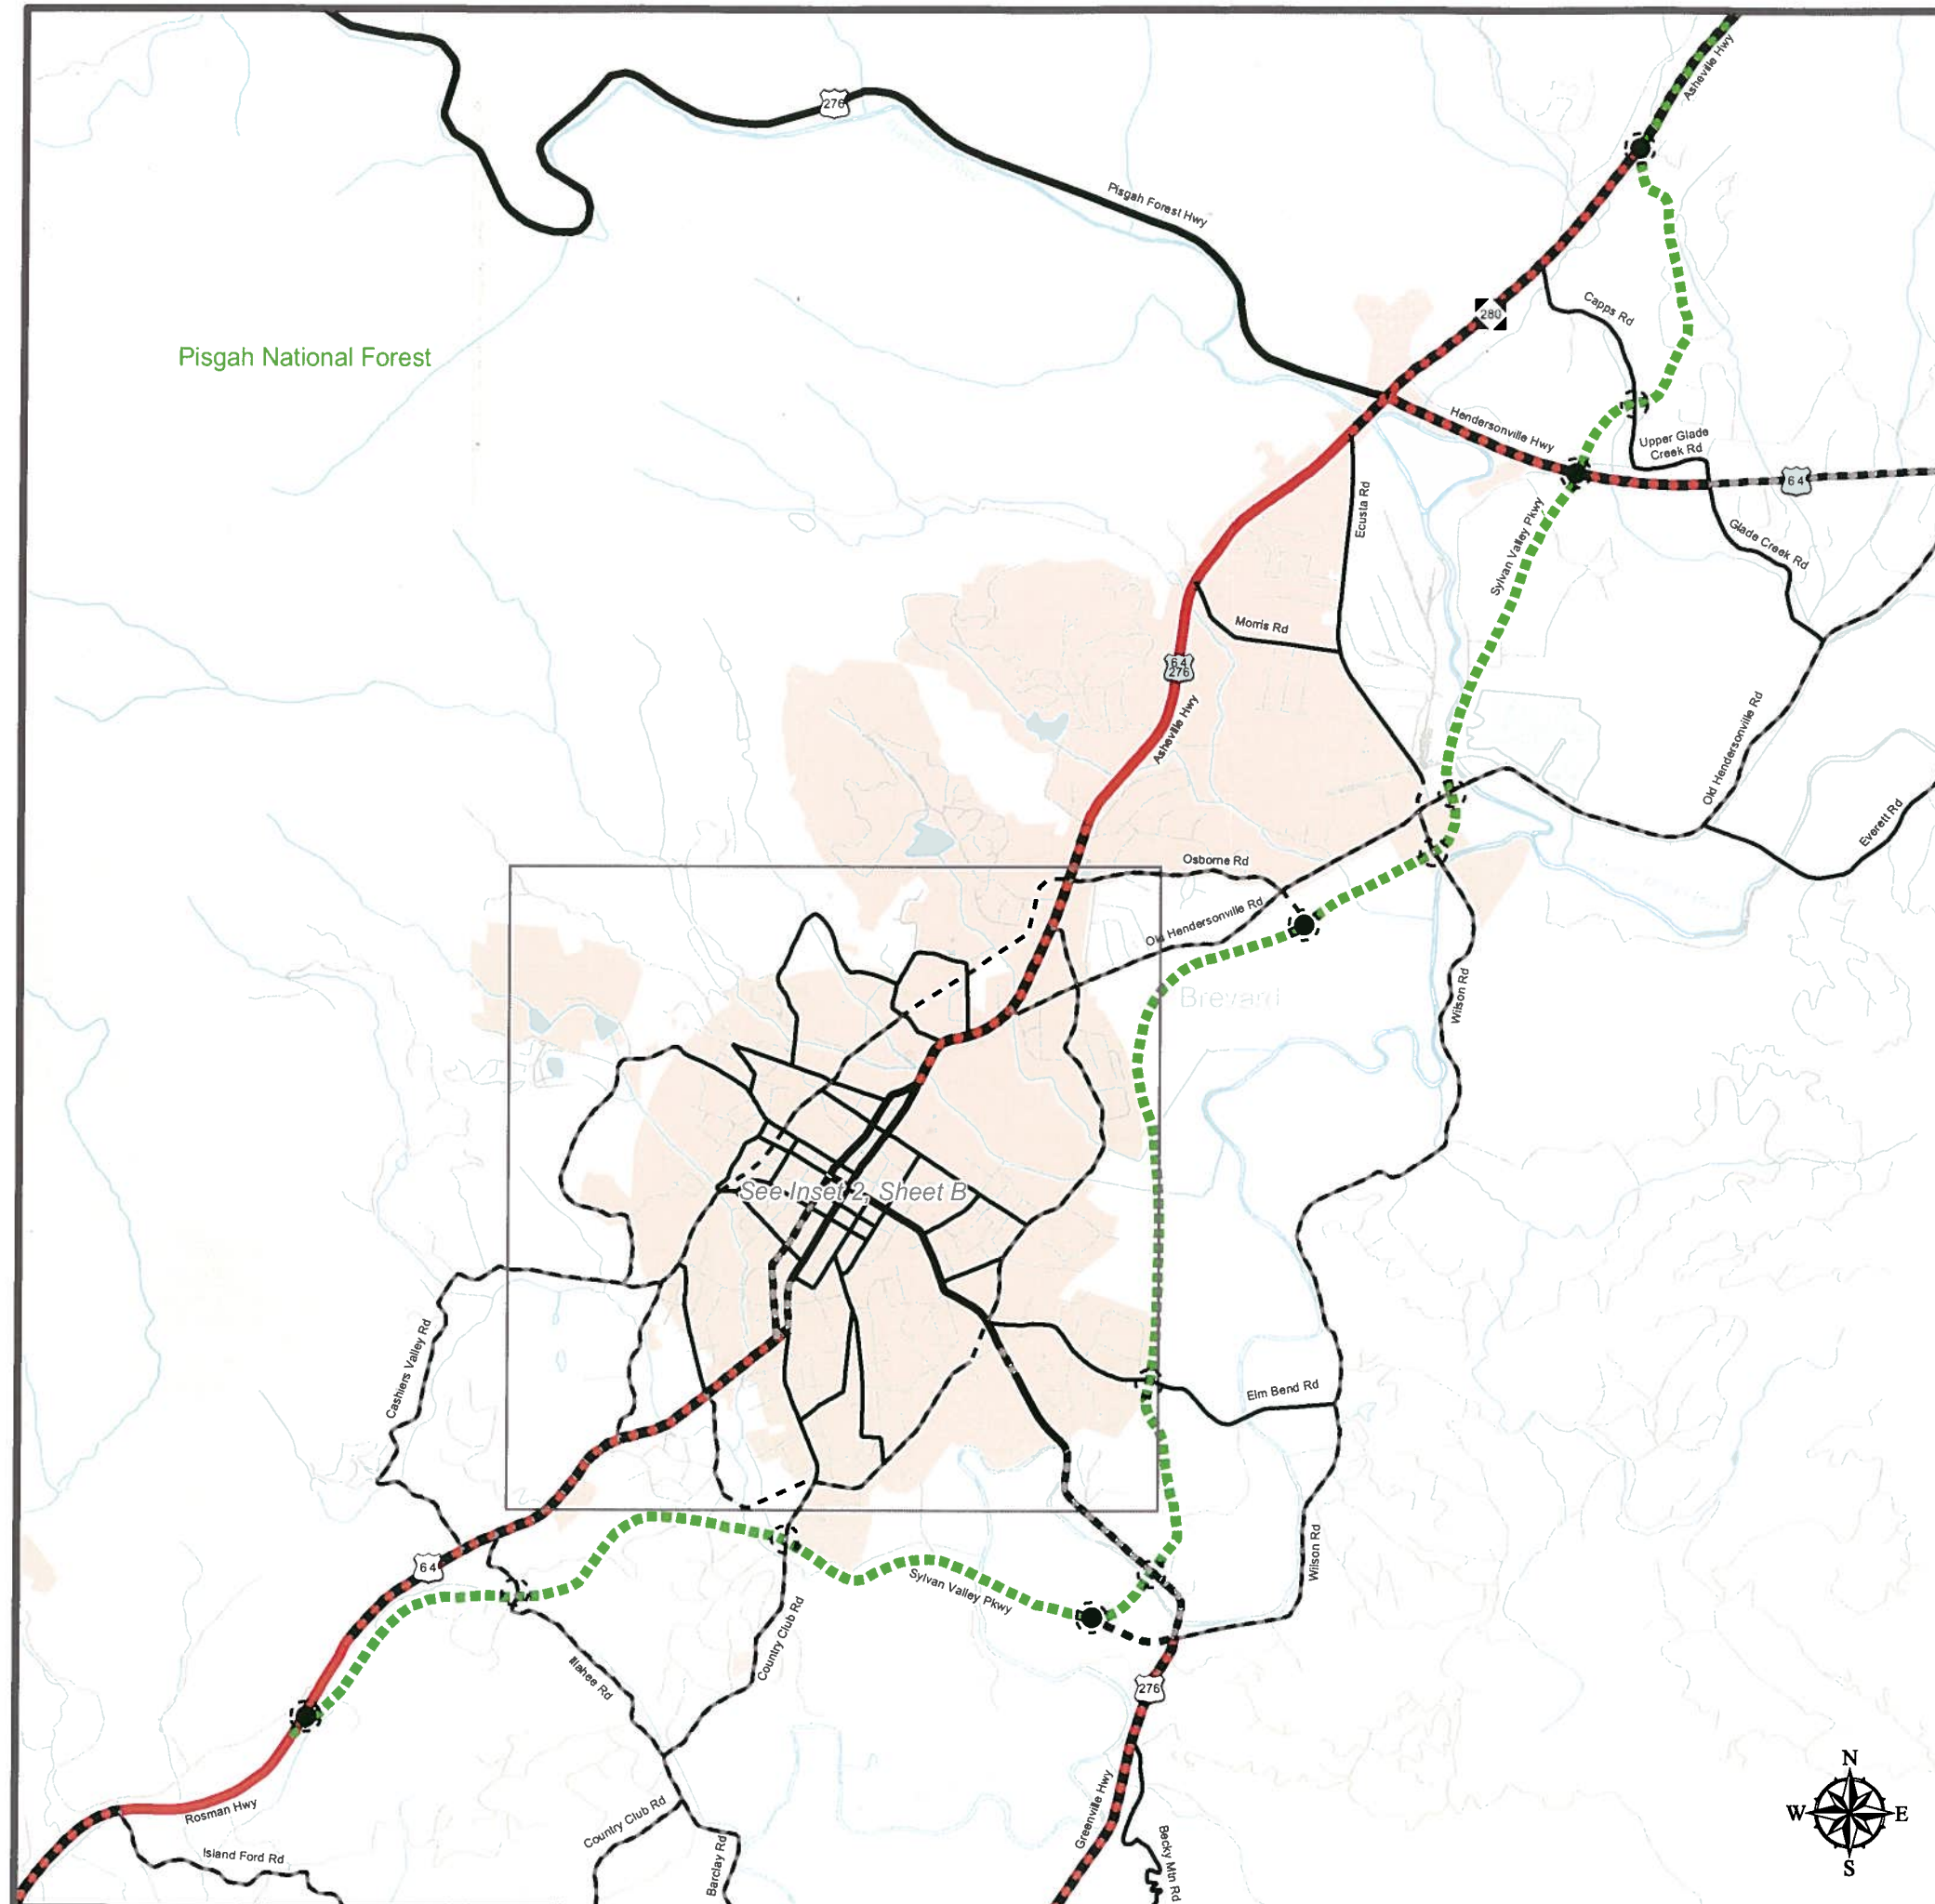 Asheville Hwy
276
Pisgah Forest Hwy
280
Capps Rd
Pisgah National Forest
Hendersonville Hwy
Upper Glade
Creek Rd
64
Ecusta Rd
Sylvan Valley Pkwy
Glade Creek Rd
Morris Rd
64
276
Asheville Hwy
Old Hendersonville Rd
Everett Rd
Osborne Rd
Old Hendersonville Rd
Wilson Rd
Brevard
See Inset 2, Sheet B
Cashiers Valley Rd
Elm Bend Rd
Wilson Rd
64
Sylvan Valley Pkwy
Country Club Rd
Illahee Rd
276
Rosman Hwy
Greenville Hwy
Country Club Rd
Island Ford Rd
Barclay Rd
Becky Mtn Rd
N
W
E
S